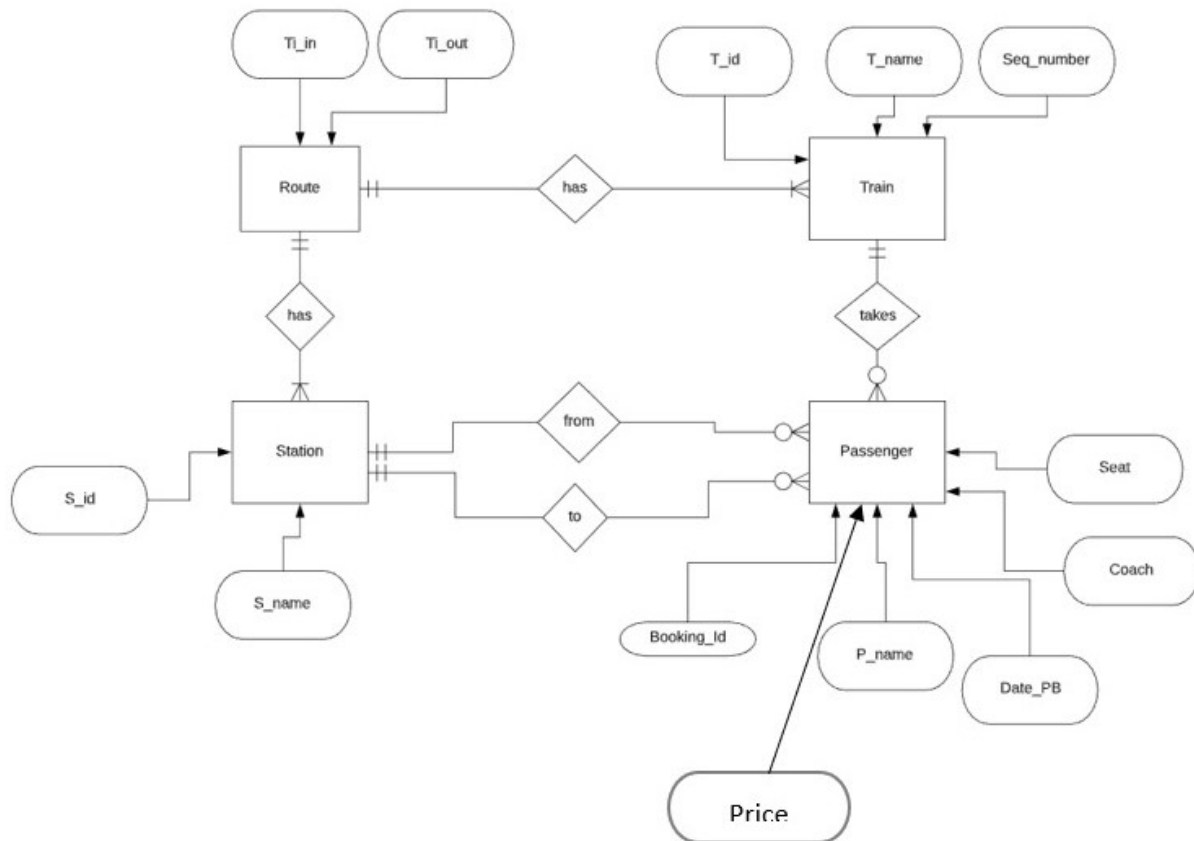 Ti_in
Ti_out
T_id
T_name
Seq_number
Route
has
Train
has
takes
Station
from
Passenger
Seat
S_id
to
Coach
S_name
Booking_Id
P_name
Date_PB
Price